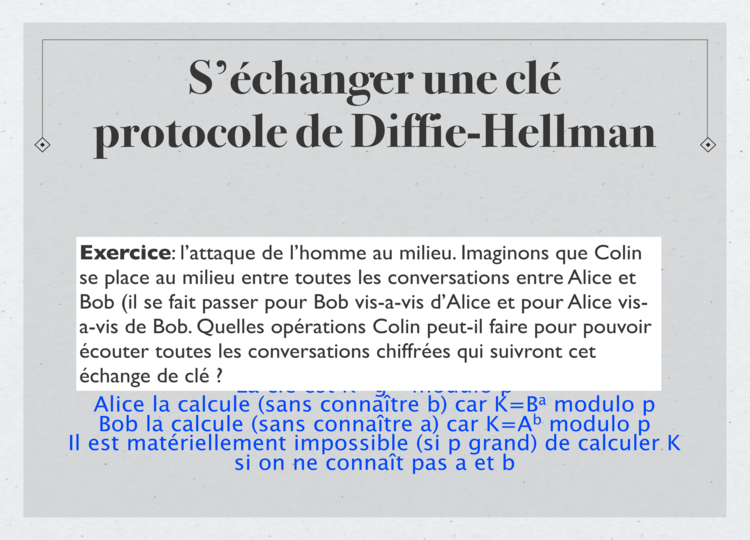 S'échanger une clé
protocole de Diffie-Hellman
Exercice: l'attaque de l'homme au milieu. Imaginons que Colin
se place au milieu entre toutes les conversations entre Alice et
Bob (il se fait passer pour Bob vis-a-vis d'Alice et pour Alice vis-
a-vis de Bob. Quelles opérations Colin peut-il faire pour pouvoir
écouter toutes les conversations chiffrées qui suivront cet
échange de clé ?
Alice la calcule (sans connaître b) car K=Bᵃ modulo p
Bob la calcule (sans connaître a) car K=Aᵇ modulo p
Il est matériellement impossible (si p grand) de calculer K
si on ne connaît pas a et b